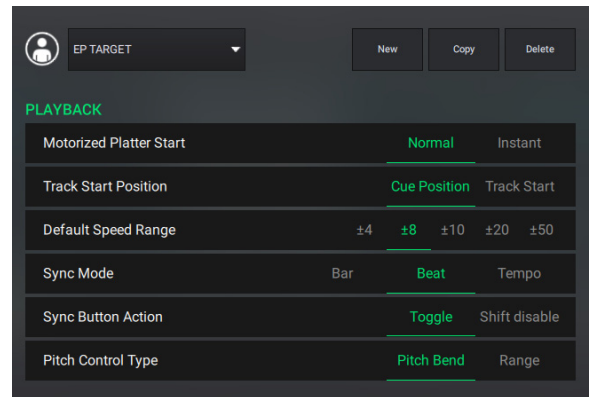 EP TARGET New Copy Delete
PLAYBACK
Motorized Platter Start Normal Instant
Track Start Position Cue Position Track Start
Default Speed Range ±4 ±8 ±10 ±20 ±50
Sync Mode Bar Beat Tempo
Sync Button Action Toggle Shift disable
Pitch Control Type Pitch Bend Range